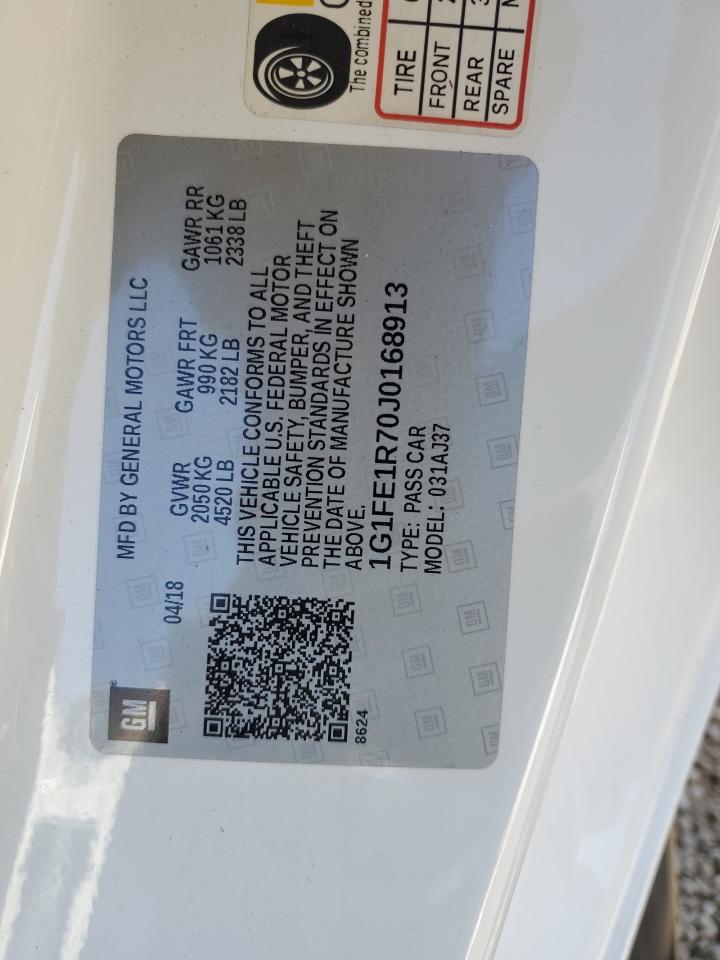 GM
MFD BY GENERAL MOTORS LLC
04/18
GVWR GAWR FRT GAWR RR
2050 KG 990 KG 1061 KG
4520 LB 2182 LB 2338 LB
THIS VEHICLE CONFORMS TO ALL
APPLICABLE U.S. FEDERAL MOTOR
VEHICLE SAFETY, BUMPER, AND THEFT
PREVENTION STANDARDS IN EFFECT ON
THE DATE OF MANUFACTURE SHOWN
ABOVE.
1G1FE1R70J0168913
TYPE: PASS CAR
MODEL: 031AJ37
8624
The combined
TIRE
FRONT
REAR
SPARE